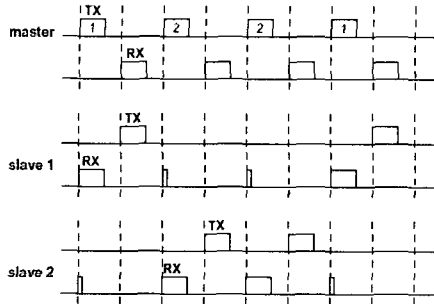 TX
master 1 2 2 1
RX
TX
slave 1 RX
TX
slave 2 RX